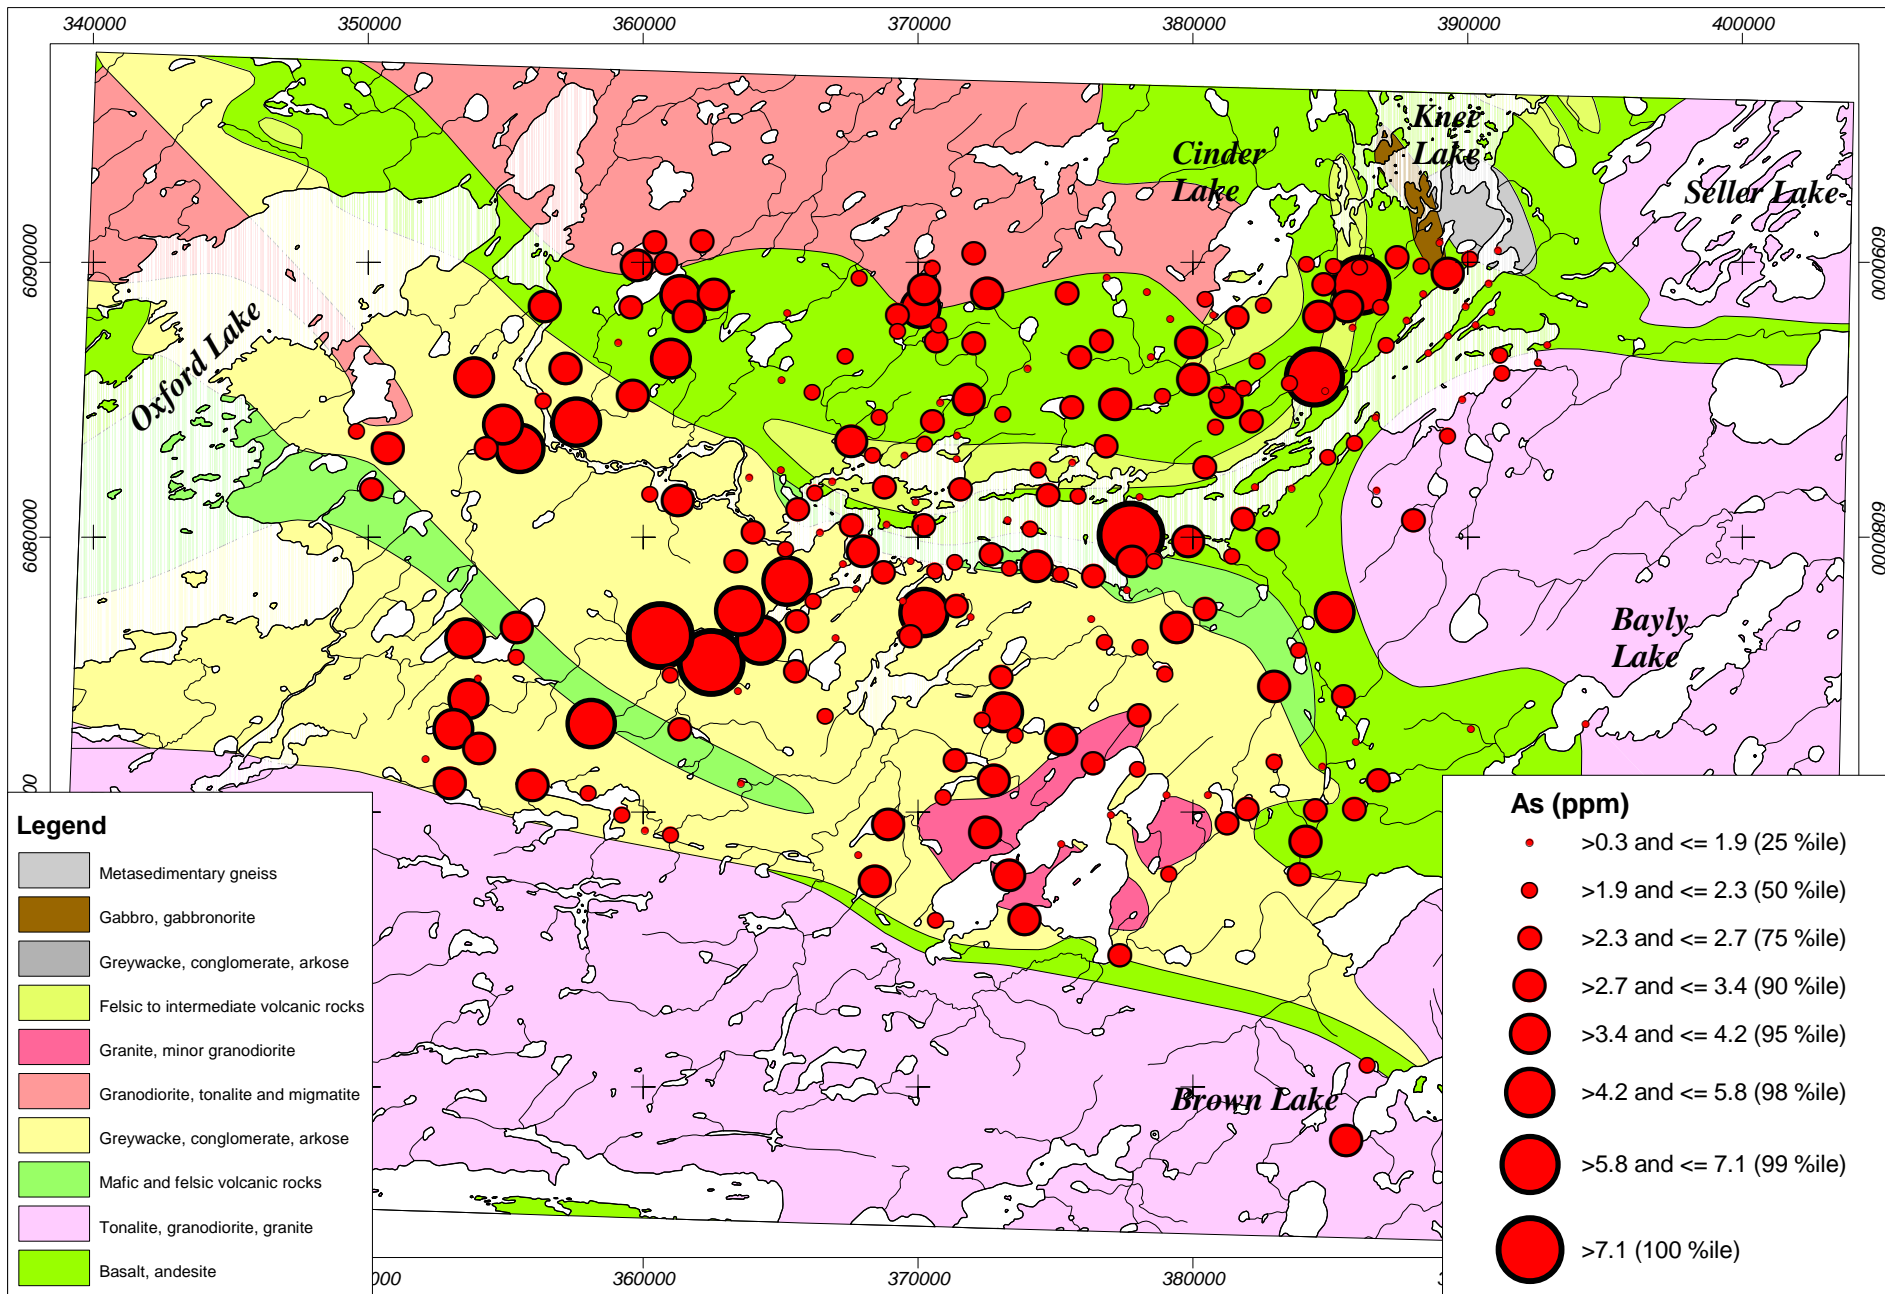 340000 350000 360000 370000 380000 390000 400000
Knee
Lake
Cinder
Lake
Seller Lake
6090000 6090000
Oxford Lake
6080000 6080000
Bayly
Lake
Brown Lake
Legend
Metasedimentary gneiss
Gabbro, gabbronorite
Greywacke, conglomerate, arkose
Felsic to intermediate volcanic rocks
Granite, minor granodiorite
Granodiorite, tonalite and migmatite
Greywacke, conglomerate, arkose
Mafic and felsic volcanic rocks
Tonalite, granodiorite, granite
Basalt, andesite
As (ppm)
>0.3 and <= 1.9 (25 %ile)
>1.9 and <= 2.3 (50 %ile)
>2.3 and <= 2.7 (75 %ile)
>2.7 and <= 3.4 (90 %ile)
>3.4 and <= 4.2 (95 %ile)
>4.2 and <= 5.8 (98 %ile)
>5.8 and <= 7.1 (99 %ile)
>7.1 (100 %ile)
360000 370000 380000